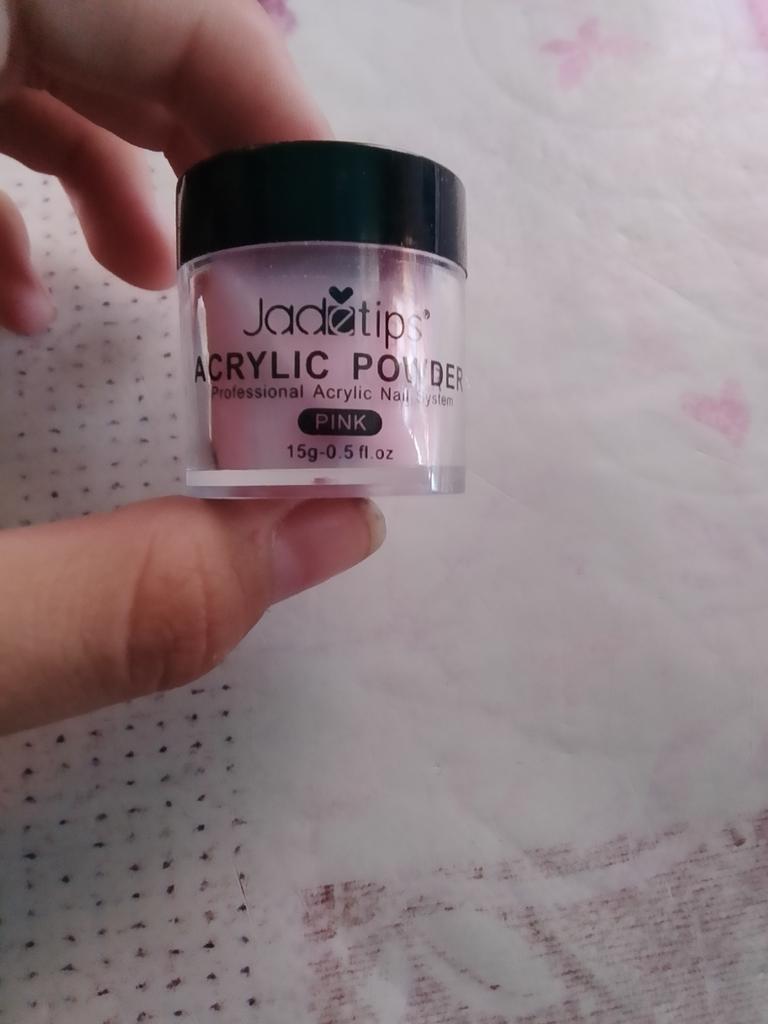 Jadetips®
ACRYLIC POWDER
Professional Acrylic Nail System
PINK
15g-0.5 fl.oz